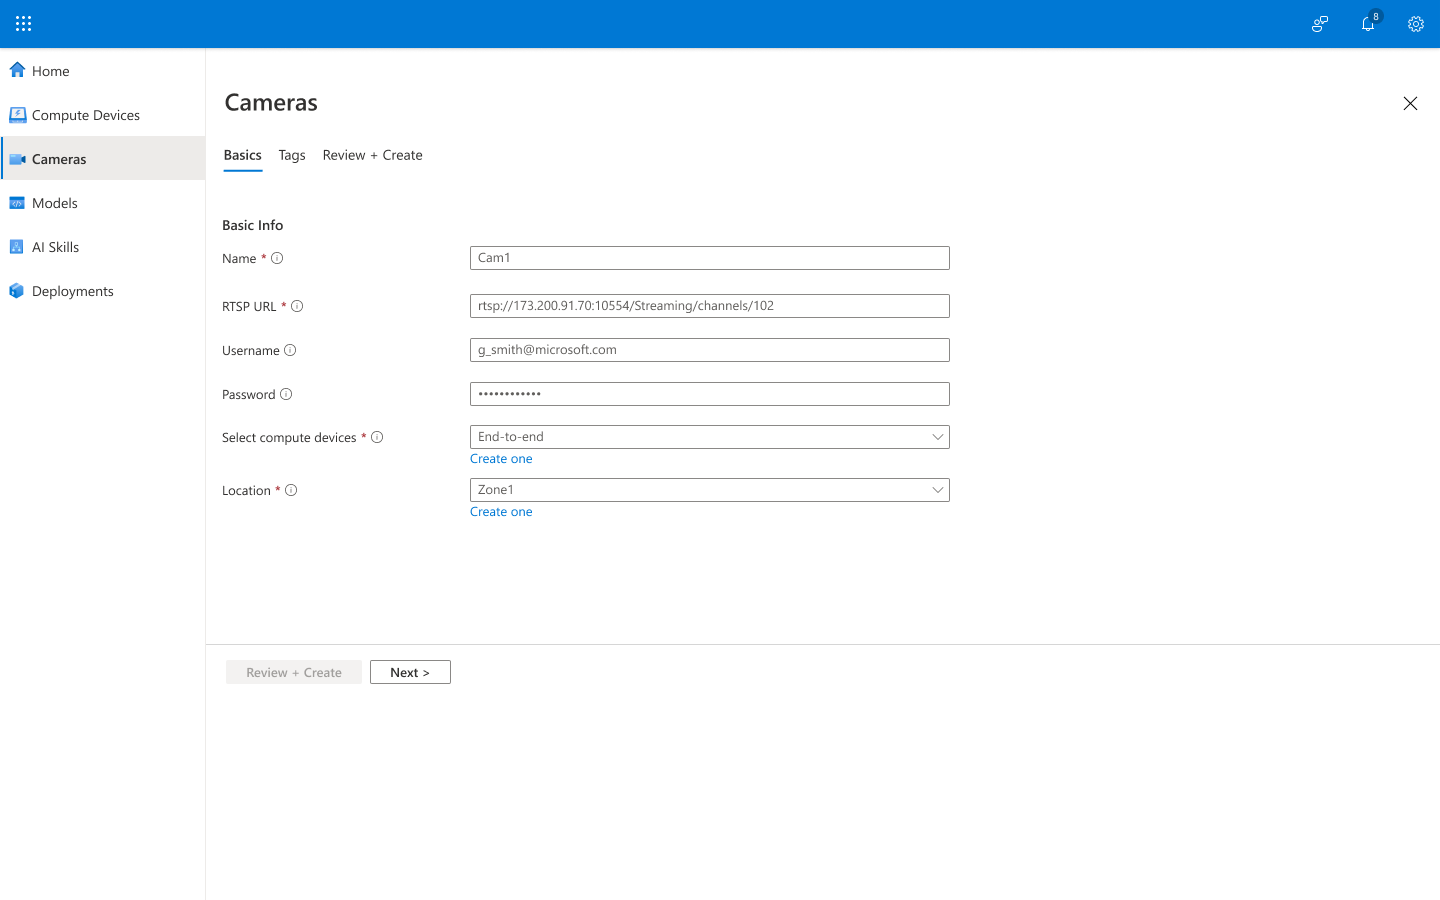 8
Home
Compute Devices
Cameras
Models
AI Skills
Deployments
Cameras
Basics Tags Review + Create
Basic Info
Name * Cam1
RTSP URL * rtsp://173.200.91.70:10554/Streaming/channels/102
Username g_smith@microsoft.com
Password ••••••••••••
Select compute devices * End-to-end
Create one
Location * Zone1
Create one
Review + Create Next >